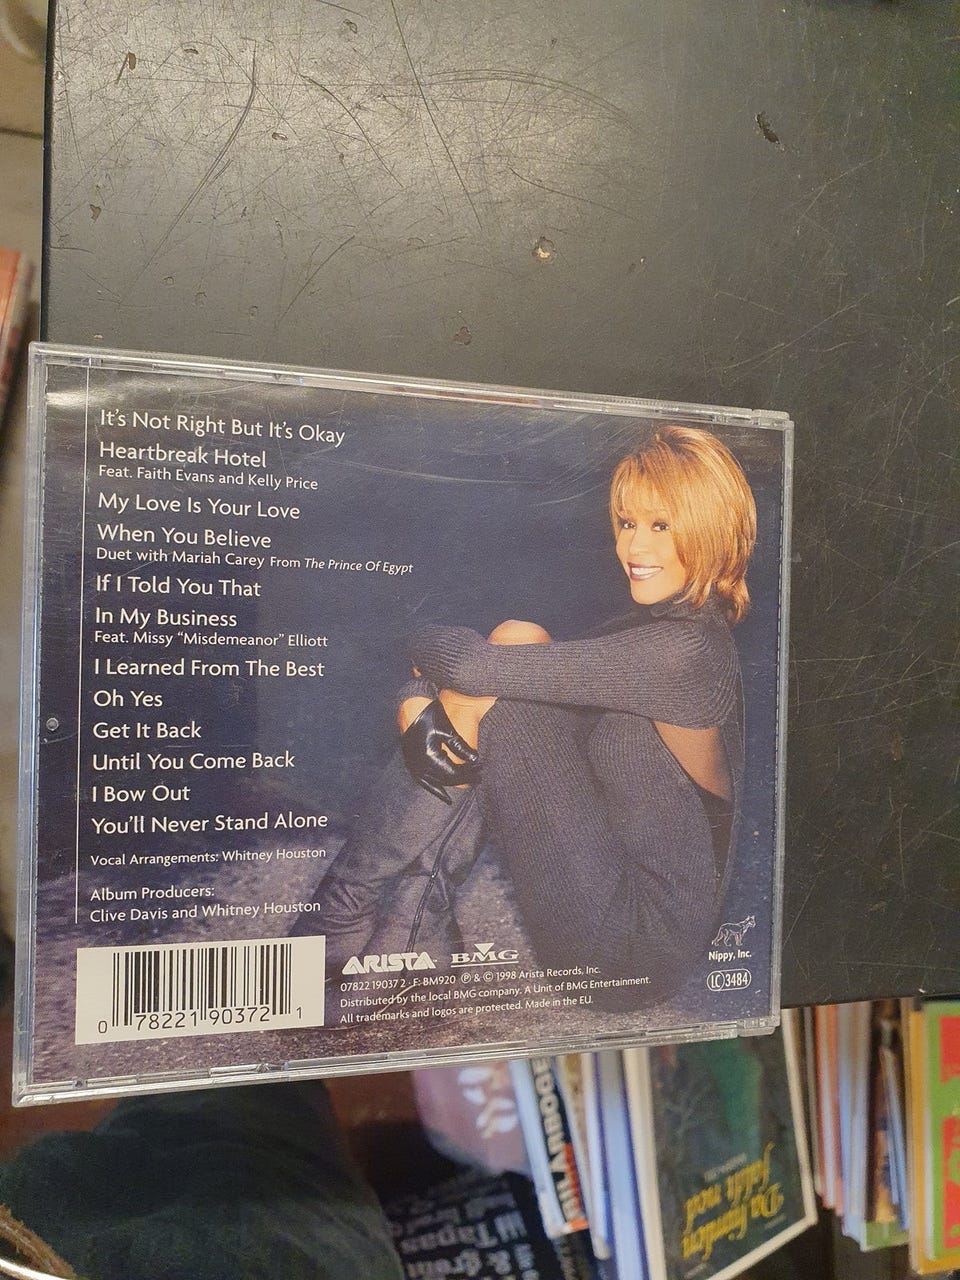 It's Not Right But It's Okay
Heartbreak Hotel
Feat. Faith Evans and Kelly Price
My Love Is Your Love
When You Believe
Duet with Mariah Carey From The Prince Of Egypt
If I Told You That
In My Business
Feat. Missy "Misdemeanor" Elliott
I Learned From The Best
Oh Yes
Get It Back
Until You Come Back
I Bow Out
You'll Never Stand Alone
Vocal Arrangements: Whitney Houston
Album Producers:
Clive Davis and Whitney Houston
0 78221 90372 1
ARISTA BMG
07822 19037 2 · F: BM920 ℗ & © 1998 Arista Records, Inc.
Distributed by the local BMG company. A Unit of BMG Entertainment.
All trademarks and logos are protected. Made in the EU.
Nippy, Inc.
LC 3484
Tapas